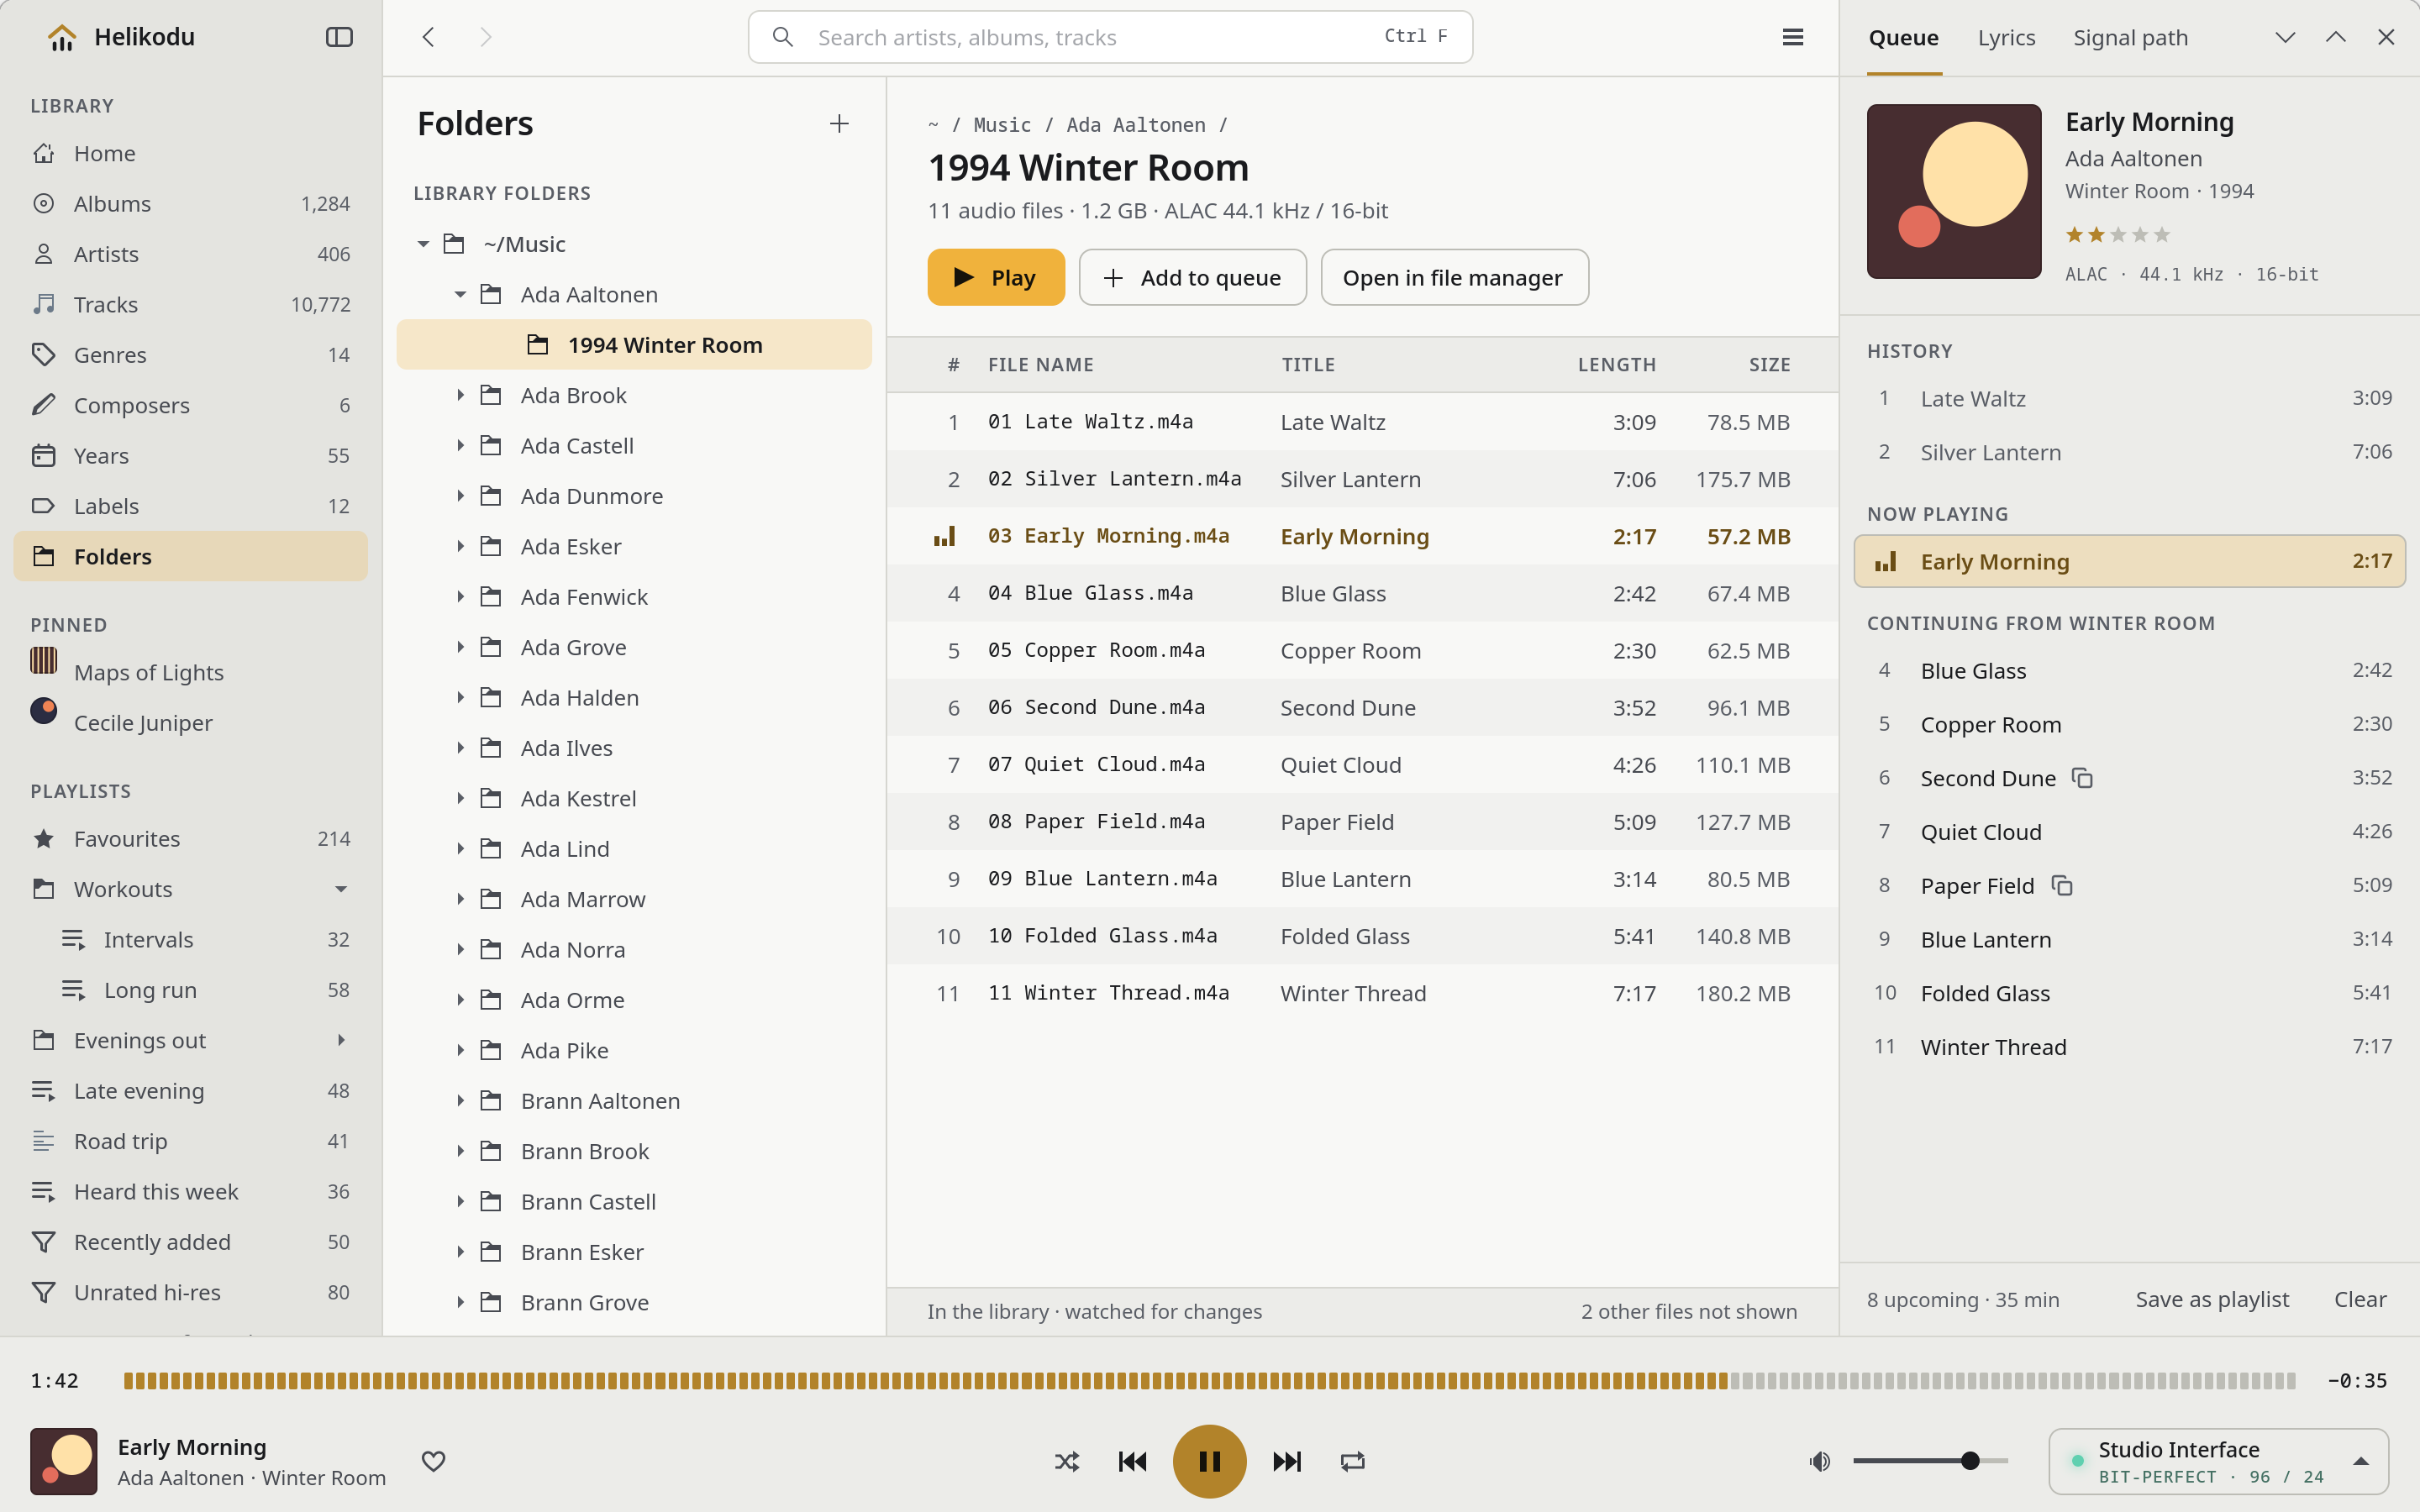 Helikodu
LIBRARY
Home
Albums 1,284
Artists 406
Tracks 10,772
Genres 14
Composers 6
Years 55
Labels 12
Folders
PINNED
Maps of Lights
Cecile Juniper
PLAYLISTS
Favourites 214
Workouts
Intervals 32
Long run 58
Evenings out
Late evening 48
Road trip 41
Heard this week 36
Recently added 50
Unrated hi-res 80
Search artists, albums, tracks Ctrl F
Folders
LIBRARY FOLDERS
~/Music
Ada Aaltonen
1994 Winter Room
Ada Brook
Ada Castell
Ada Dunmore
Ada Esker
Ada Fenwick
Ada Grove
Ada Halden
Ada Ilves
Ada Kestrel
Ada Lind
Ada Marrow
Ada Norra
Ada Orme
Ada Pike
Brann Aaltonen
Brann Brook
Brann Castell
Brann Esker
Brann Grove
~ / Music / Ada Aaltonen /
1994 Winter Room
11 audio files · 1.2 GB · ALAC 44.1 kHz / 16-bit
Play Add to queue Open in file manager
# FILE NAME TITLE LENGTH SIZE
1 01 Late Waltz.m4a Late Waltz 3:09 78.5 MB
2 02 Silver Lantern.m4a Silver Lantern 7:06 175.7 MB
03 Early Morning.m4a Early Morning 2:17 57.2 MB
4 04 Blue Glass.m4a Blue Glass 2:42 67.4 MB
5 05 Copper Room.m4a Copper Room 2:30 62.5 MB
6 06 Second Dune.m4a Second Dune 3:52 96.1 MB
7 07 Quiet Cloud.m4a Quiet Cloud 4:26 110.1 MB
8 08 Paper Field.m4a Paper Field 5:09 127.7 MB
9 09 Blue Lantern.m4a Blue Lantern 3:14 80.5 MB
10 10 Folded Glass.m4a Folded Glass 5:41 140.8 MB
11 11 Winter Thread.m4a Winter Thread 7:17 180.2 MB
In the library · watched for changes 2 other files not shown
Queue Lyrics Signal path
Early Morning
Ada Aaltonen
Winter Room · 1994
ALAC · 44.1 kHz · 16-bit
HISTORY
1 Late Waltz 3:09
2 Silver Lantern 7:06
NOW PLAYING
Early Morning 2:17
CONTINUING FROM WINTER ROOM
4 Blue Glass 2:42
5 Copper Room 2:30
6 Second Dune 3:52
7 Quiet Cloud 4:26
8 Paper Field 5:09
9 Blue Lantern 3:14
10 Folded Glass 5:41
11 Winter Thread 7:17
8 upcoming · 35 min Save as playlist Clear
1:42 −0:35
Early Morning
Ada Aaltonen · Winter Room
Studio Interface
BIT-PERFECT · 96 / 24